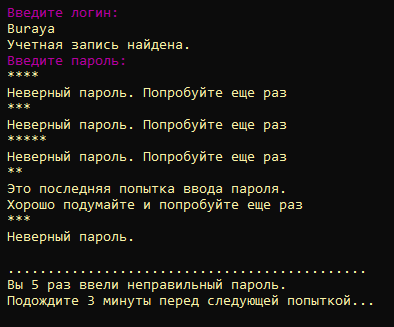 Введите логин:
Buraya
Учетная запись найдена.
Введите пароль:
****
Неверный пароль. Попробуйте еще раз
***
Неверный пароль. Попробуйте еще раз
*****
Неверный пароль. Попробуйте еще раз
**
Это последняя попытка ввода пароля.
Хорошо подумайте и попробуйте еще раз
***
Неверный пароль.
.............................................
Вы 5 раз ввели неправильный пароль.
Подождите 3 минуты перед следующей попыткой...